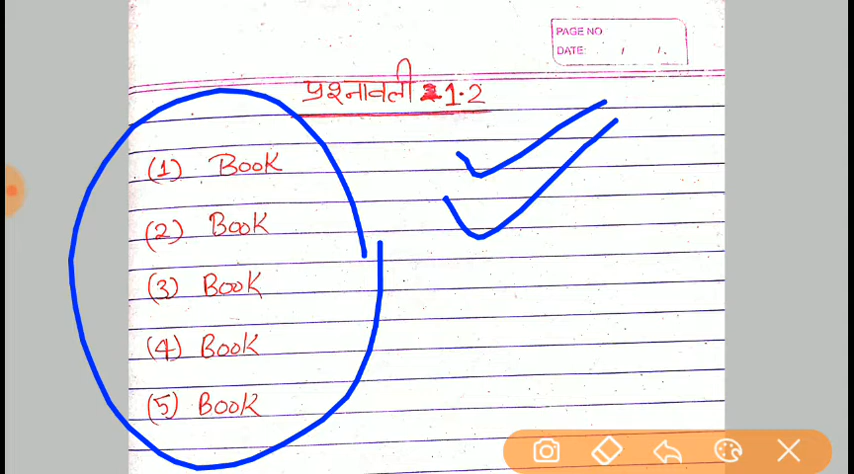 PAGE NO
DATE: / /.
प्रश्नावली 1.2
(1) Book
(2) Book
(3) Book
(4) Book
(5) Book